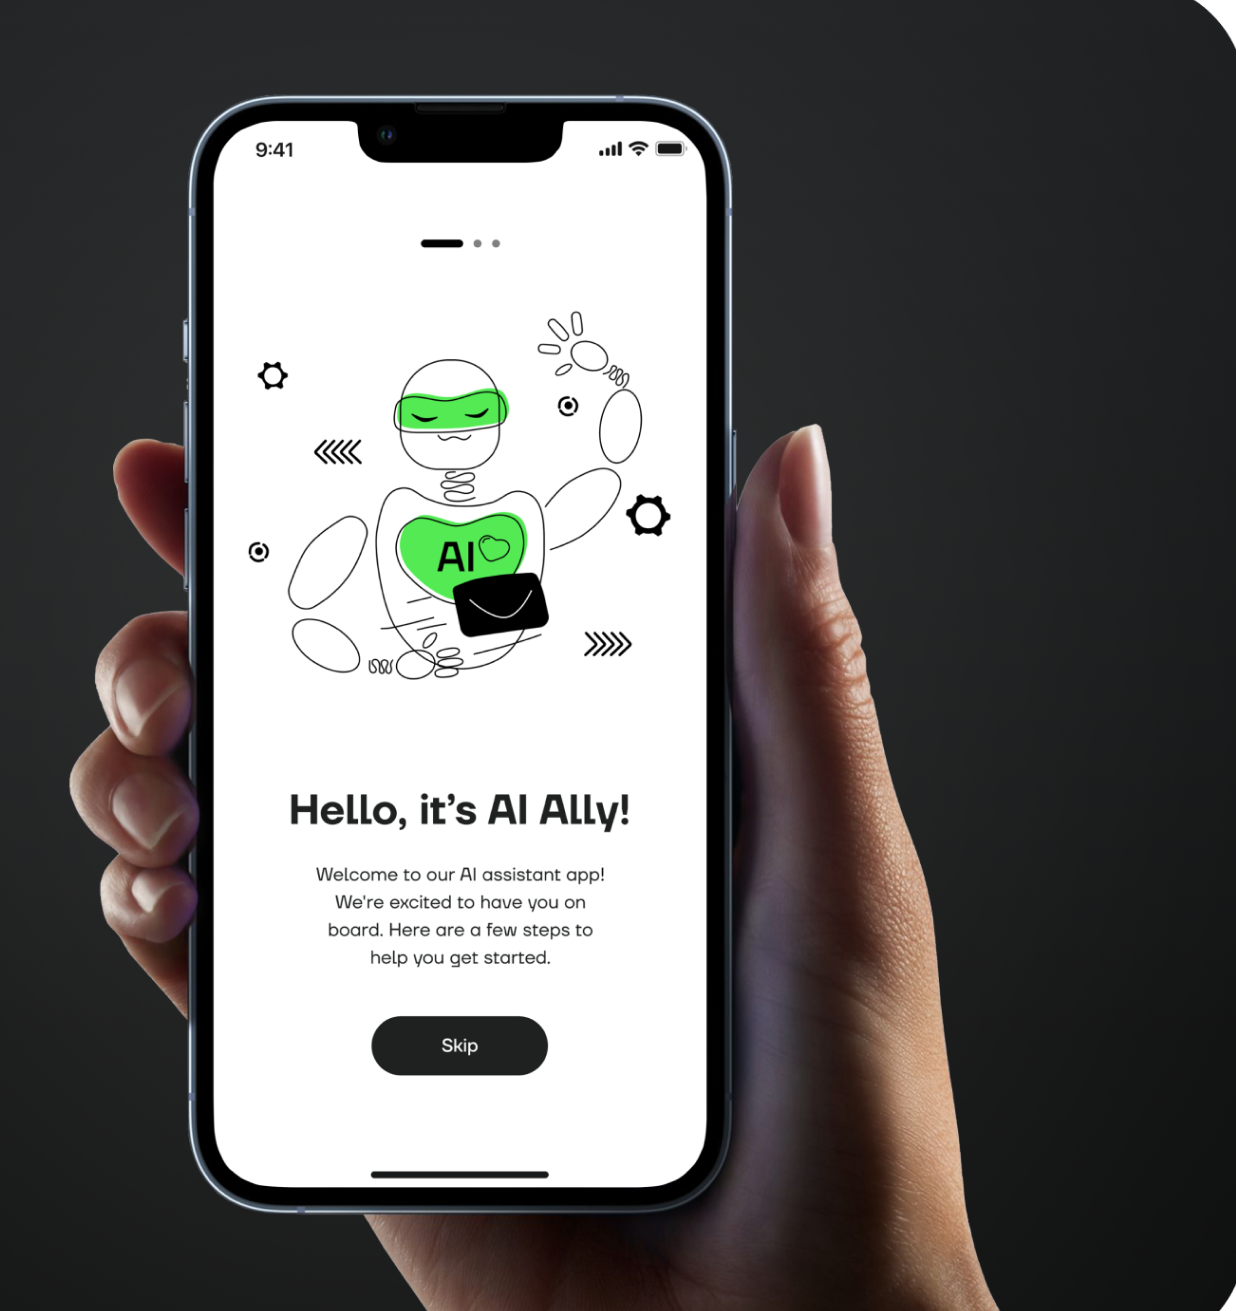 9:41
AI
Hello, it's AI Ally!
Welcome to our AI assistant app!
We're excited to have you on
board. Here are a few steps to
help you get started.
Skip